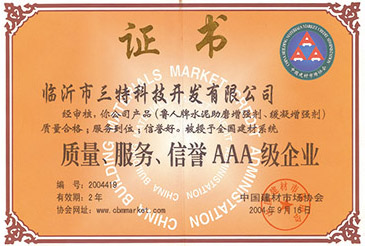 证书
临沂市三特科技开发有限公司
经审核，你公司产品（鲁人牌水泥助磨增强剂、缓凝增强剂）
质量合格；服务到位；信誉好。被授予全国建材系统
质量、服务、信誉 AAA 级企业
编 号：2004419
有效期：2 年
协会网址：www.cbmmarket.com
中国建材市场协会
2004年9月16日